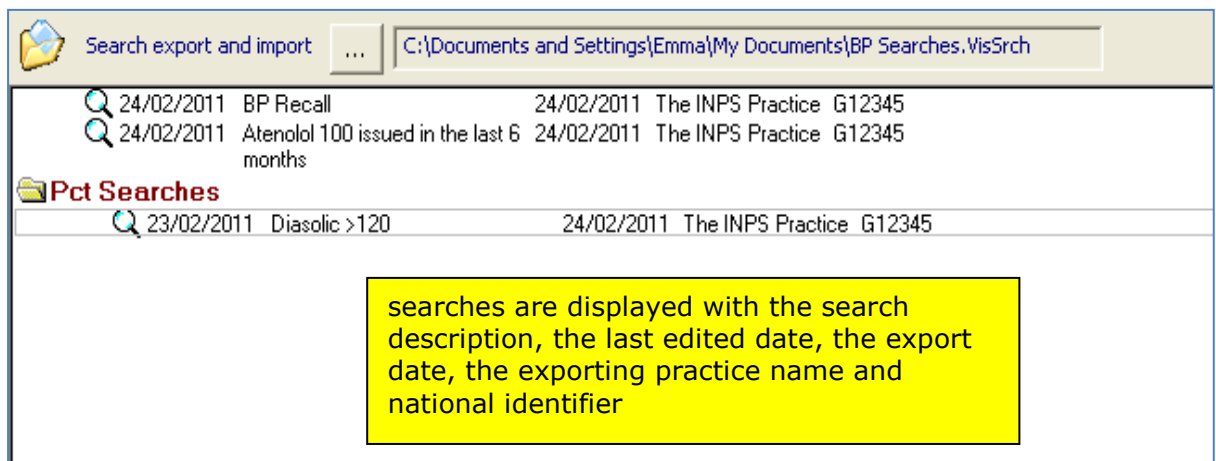 Search export and import ... C:\Documents and Settings\Emma\My Documents\BP Searches.VisSrch
24/02/2011 BP Recall 24/02/2011 The INPS Practice G12345
24/02/2011 Atenolol 100 issued in the last 6 24/02/2011 The INPS Practice G12345
months
Pct Searches
23/02/2011 Diasolic >120 24/02/2011 The INPS Practice G12345
searches are displayed with the search
description, the last edited date, the export
date, the exporting practice name and
national identifier